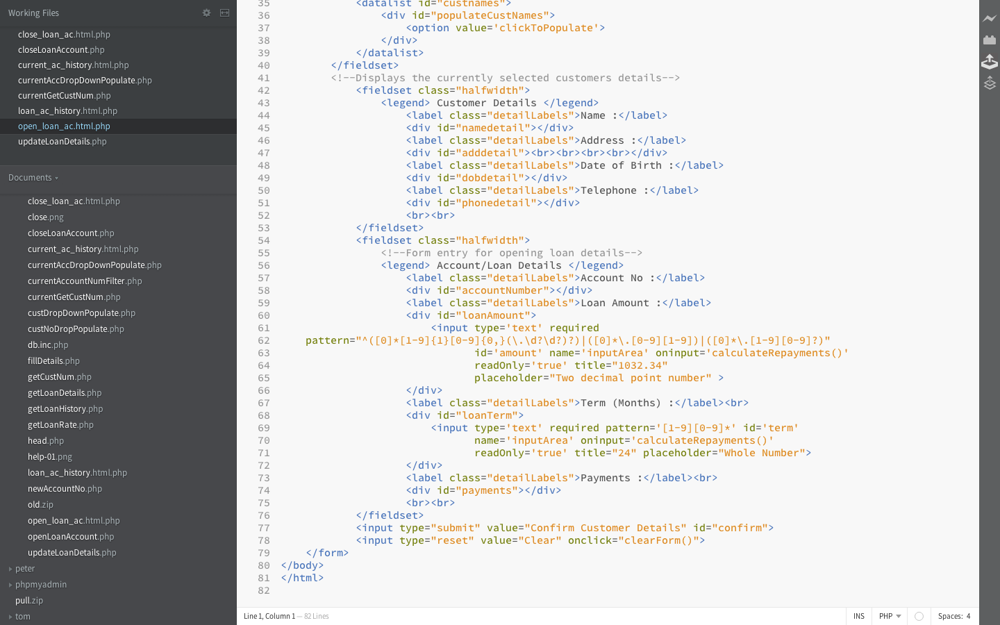 Working Files
close_loan_ac.html.php
closeLoanAccount.php
current_ac_history.html.php
currentAccDropDownPopulate.php
currentGetCustNum.php
loan_ac_history.html.php
open_loan_ac.html.php
updateLoanDetails.php
Documents
close_loan_ac.html.php
close.png
closeLoanAccount.php
current_ac_history.html.php
currentAccDropDownPopulate.php
currentAccountNumFilter.php
currentGetCustNum.php
custDropDownPopulate.php
custNoDropPopulate.php
db.inc.php
fillDetails.php
getCustNum.php
getLoanDetails.php
getLoanHistory.php
getLoanRate.php
head.php
help-01.png
loan_ac_history.html.php
newAccountNo.php
old.zip
open_loan_ac.html.php
openLoanAccount.php
updateLoanDetails.php
peter
phpmyadmin
pull.zip
tom
35 <datalist id="custnames">
36 <div id="populateCustNames">
37 <option value='clickToPopulate'>
38 </div>
39 </datalist>
40 </fieldset>
41 <!--Displays the currently selected customers details-->
42 <fieldset class="halfwidth">
43 <legend> Customer Details </legend>
44 <label class="detailLabels">Name :</label>
45 <div id="namedetail"></div>
46 <label class="detailLabels">Address :</label>
47 <div id="adddetail"><br><br><br><br></div>
48 <label class="detailLabels">Date of Birth :</label>
49 <div id="dobdetail"></div>
50 <label class="detailLabels">Telephone :</label>
51 <div id="phonedetail"></div>
52 <br><br>
53 </fieldset>
54 <fieldset class="halfwidth">
55 <!--Form entry for opening loan details-->
56 <legend> Account/Loan Details </legend>
57 <label class="detailLabels">Account No :</label>
58 <div id="accountNumber"></div>
59 <label class="detailLabels">Loan Amount :</label>
60 <div id="loanAmount">
61 <input type='text' required
62 pattern="^([0]*[1-9]{1}[0-9]{0,}(\.\d?\d?)?)|([0]*\.[0-9][1-9])|([0]*\.[1-9][0-9]?)"
63 id='amount' name='inputArea' oninput='calculateRepayments()'
64 readOnly='true' title="1032.34"
65 placeholder="Two decimal point number" >
66 </div>
67 <label class="detailLabels">Term (Months) :</label><br>
68 <div id="loanTerm">
69 <input type='text' required pattern='[1-9][0-9]*' id='term'
70 name='inputArea' oninput='calculateRepayments()'
71 readOnly='true' title="24" placeholder="Whole Number">
72 </div>
73 <label class="detailLabels">Payments :</label><br>
74 <div id="payments"></div>
75 <br><br>
76 </fieldset>
77 <input type="submit" value="Confirm Customer Details" id="confirm">
78 <input type="reset" value="Clear" onclick="clearForm()">
79 </form>
80 </body>
81 </html>
82
Line 1, Column 1 — 82 Lines
INS
PHP
Spaces: 4